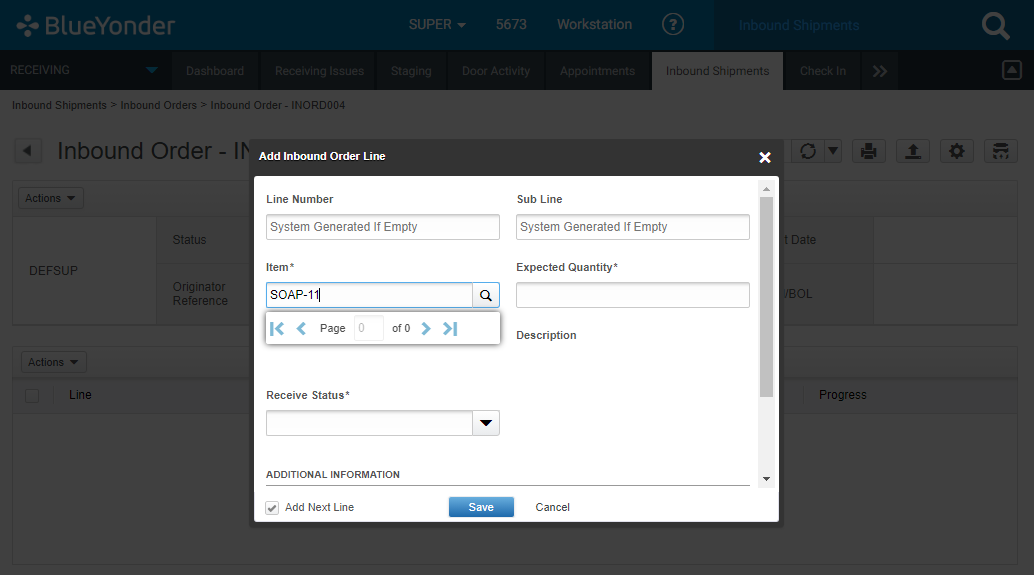 BlueYonder
SUPER 5673 Workstation ? Inbound Shipments
RECEIVING Dashboard Receiving Issues Staging Door Activity Appointments Inbound Shipments Check In
Inbound Shipments > Inbound Orders > Inbound Order - INORD004
Inbound Order - IN
Add Inbound Order Line
Actions
Line Number Sub Line
System Generated If Empty System Generated If Empty
Status t Date
DEFSUP
Item* Expected Quantity*
Originator
Reference
SOAP-11
/BOL
Page 0 of 0
Description
Actions
Line Progress
Receive Status*
ADDITIONAL INFORMATION
Add Next Line Save Cancel